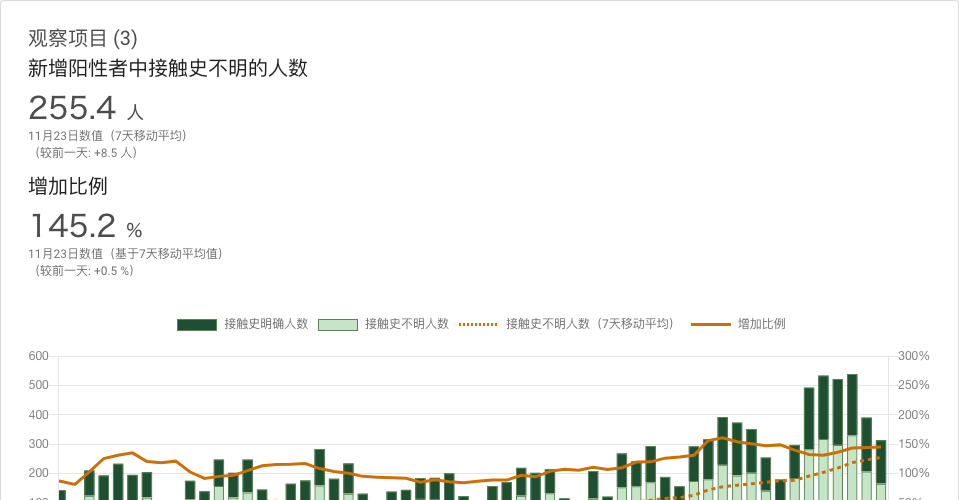 观察项目 (3)
新增阳性者中接触史不明的人数
255.4 人
11月23日数值（7天移动平均）
（较前一天: +8.5 人）
增加比例
145.2 %
11月23日数值（基于7天移动平均值）
（较前一天: +0.5 %）
接触史明确人数 接触史不明人数 接触史不明人数（7天移动平均） 增加比例
600 300%
500 250%
400 200%
300 150%
200 100%